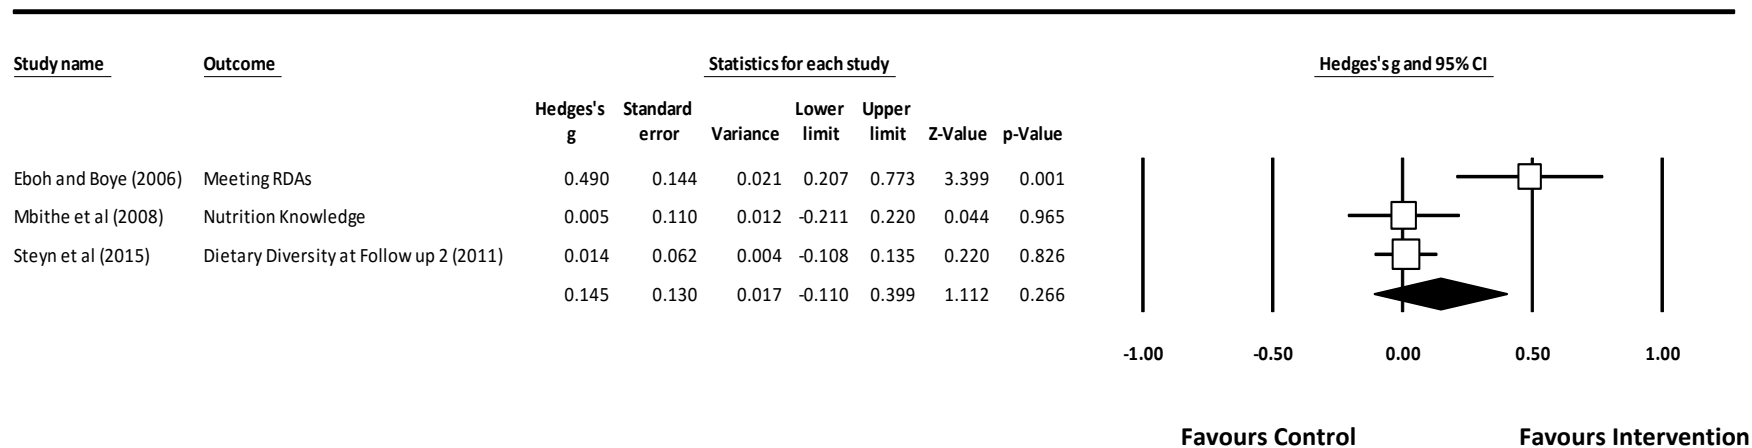 Study name Outcome Statistics for each study Hedges's g and 95% CI
Hedges's Standard Lower Upper
g error Variance limit limit Z-Value p-Value
Eboh and Boye (2006) Meeting RDAs 0.490 0.144 0.021 0.207 0.773 3.399 0.001
Mbithe et al (2008) Nutrition Knowledge 0.005 0.110 0.012 -0.211 0.220 0.044 0.965
Steyn et al (2015) Dietary Diversity at Follow up 2 (2011) 0.014 0.062 0.004 -0.108 0.135 0.220 0.826
0.145 0.130 0.017 -0.110 0.399 1.112 0.266
-1.00 -0.50 0.00 0.50 1.00
Favours Control Favours Intervention